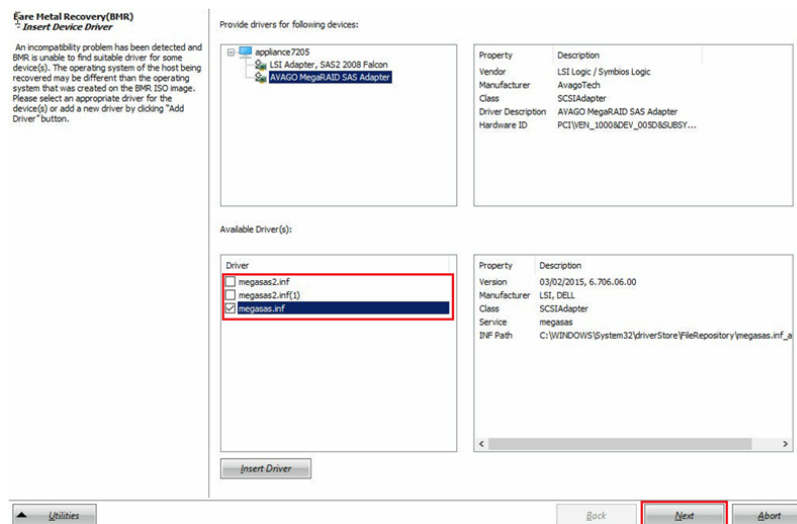 Bare Metal Recovery(BMR)
- Insert Device Driver
An incompatibility problem has been detected and
BMR is unable to find suitable driver for some
device(s). The operating system of the host being
recovered may be different than the operating
system that was created on the BMR ISO image.
Please select an appropriate driver for the
device(s) or add a new driver by clicking "Add
Driver" button.
Provide drivers for following devices:
appliance7205
LSI Adapter, SAS2 2008 Falcon
AVAGO MegaRAID SAS Adapter
Property Description
Vendor LSI Logic / Symbios Logic
Manufacturer AvagoTech
Class SCSIAdapter
Driver Description AVAGO MegaRAID SAS Adapter
Hardware ID PCI\VEN_1000&DEV_005D&SUBSY...
Available Driver(s):
Driver
megasas2.inf
megasas2.inf(1)
megasas.inf
Property Description
Version 03/02/2015, 6.706.06.00
Manufacturer LSI, DELL
Class SCSIAdapter
Service megasas
INF Path C:\WINDOWS\System32\driverStore\FileRepository\megasas.inf_a
Insert Driver
Utilities
Back
Next
Abort